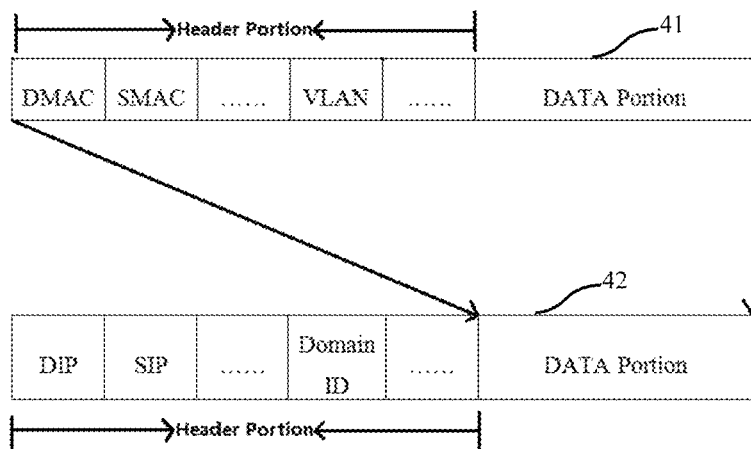 Header Portion
41
DMAC SMAC ...... VLAN ...... DATA Portion
42
DIP SIP ...... Domain ID ...... DATA Portion
Header Portion